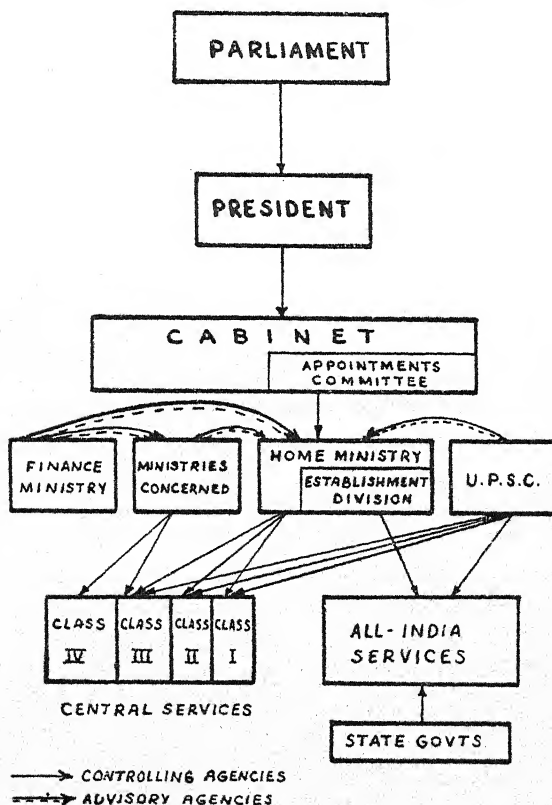 PARLIAMENT
PRESIDENT
CABINET
APPOINTMENTS
COMMITTEE
FINANCE
MINISTRY
MINISTRIES
CONCERNED
HOME MINISTRY
ESTABLISHMENT
DIVISION
U.P.S.C.
CLASS
IV
CLASS
III
CLASS
II
CLASS
I
CENTRAL SERVICES
ALL-INDIA
SERVICES
STATE GOVTS.
CONTROLLING AGENCIES
ADVISORY AGENCIES